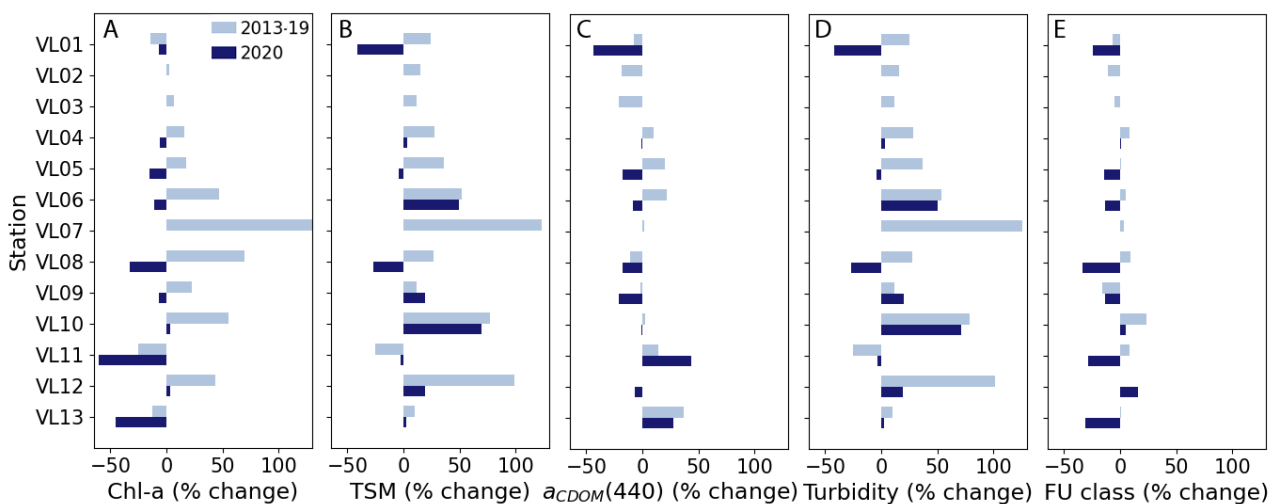 A B C D E
2013-19
2020
Station
VL01
VL02
VL03
VL04
VL05
VL06
VL07
VL08
VL09
VL10
VL11
VL12
VL13
−50 0 50 100 −50 0 50 100 −50 0 50 100 −50 0 50 100 −50 0 50 100
Chl-a (% change) TSM (% change) aCDOM(440) (% change) Turbidity (% change) FU class (% change)